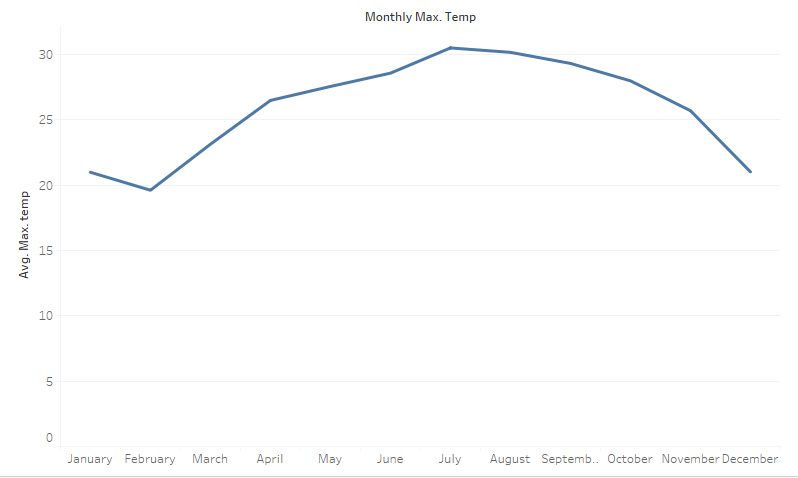 Monthly Max. Temp
Avg. Max. temp
30
25
20
15
10
5
0
January February March April May June July August Septemb.. October November December